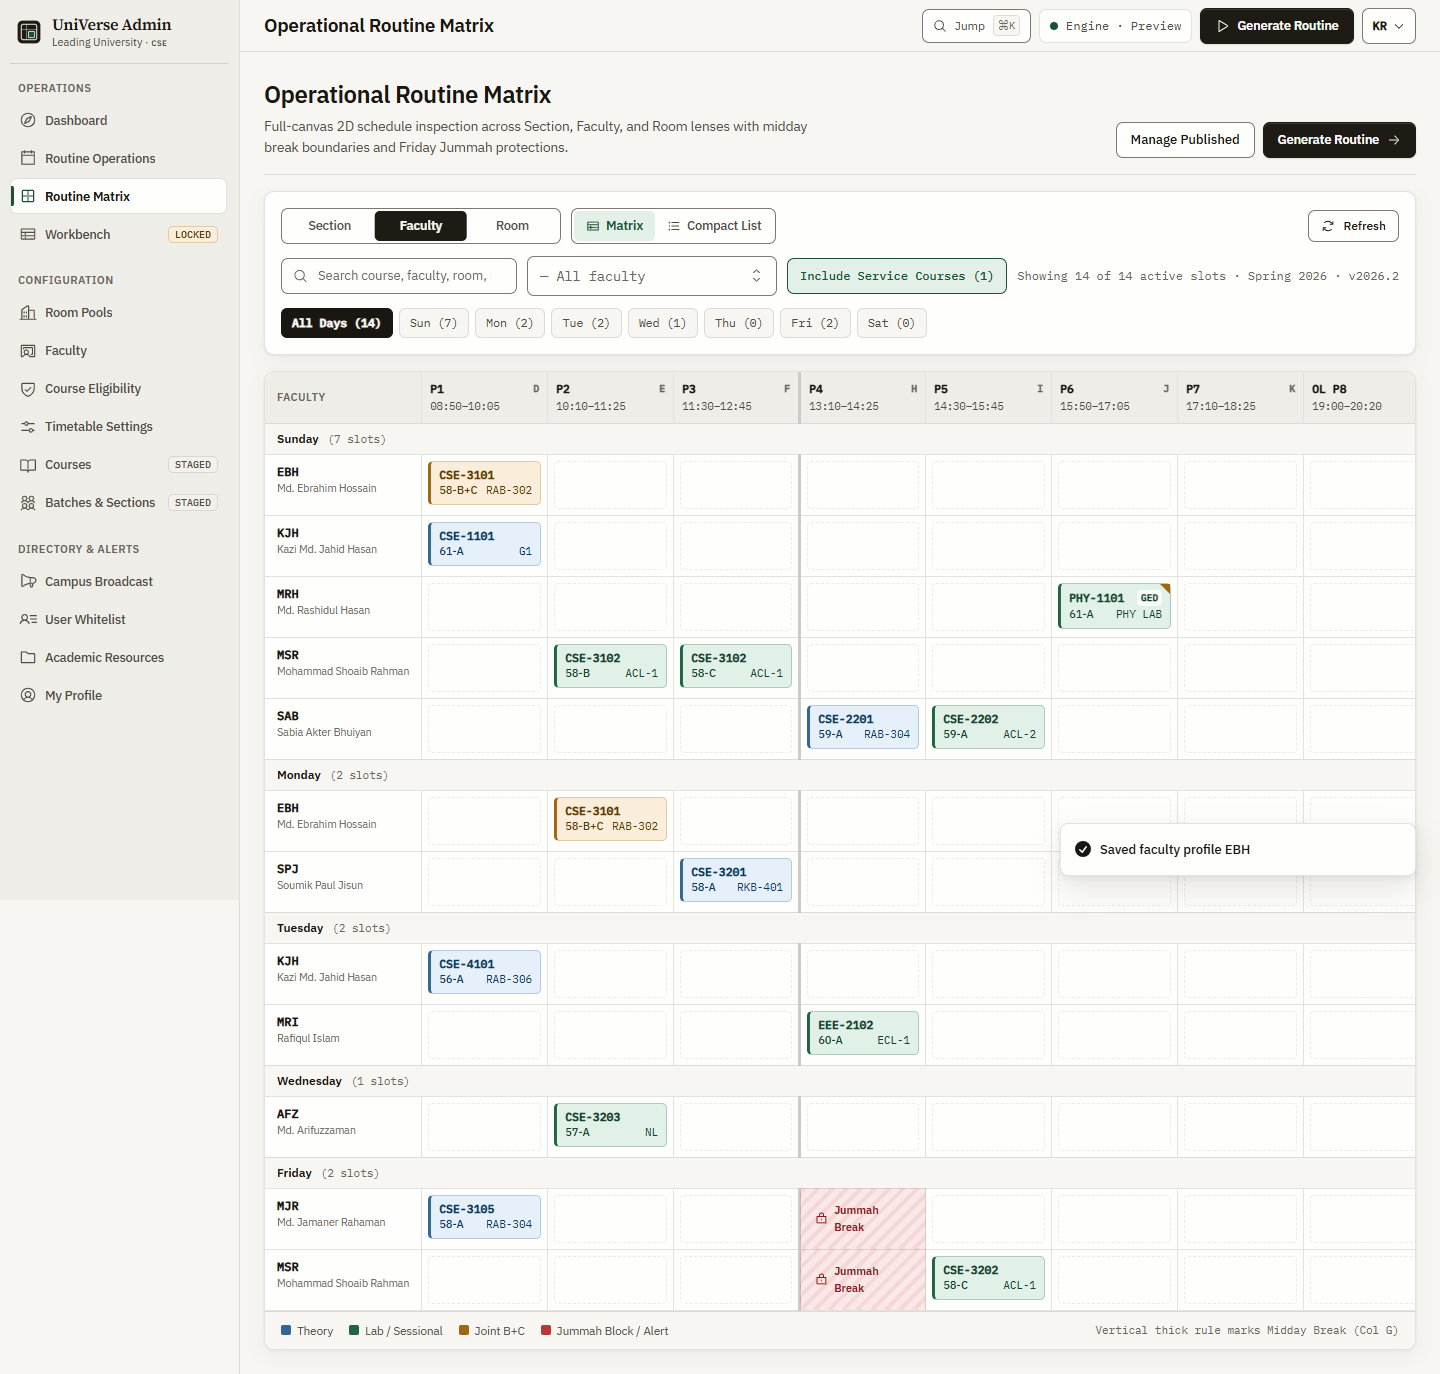 UniVerse Admin
Leading University · CSE
OPERATIONS
Dashboard
Routine Operations
Routine Matrix
Workbench LOCKED
CONFIGURATION
Room Pools
Faculty
Course Eligibility
Timetable Settings
Courses STAGED
Batches & Sections STAGED
DIRECTORY & ALERTS
Campus Broadcast
User Whitelist
Academic Resources
My Profile
Operational Routine Matrix
Jump ⌘K
Engine · Preview
Generate Routine
KR
Operational Routine Matrix
Full-canvas 2D schedule inspection across Section, Faculty, and Room lenses with midday
break boundaries and Friday Jummah protections.
Manage Published
Generate Routine →
Section Faculty Room
Matrix Compact List
Refresh
Search course, faculty, room,
— All faculty
Include Service Courses (1)
Showing 14 of 14 active slots · Spring 2026 · v2026.2
All Days (14) Sun (7) Mon (2) Tue (2) Wed (1) Thu (0) Fri (2) Sat (0)
FACULTY
P1 D
08:50–10:05
P2 E
10:10–11:25
P3 F
11:30–12:45
P4 H
13:10–14:25
P5 I
14:30–15:45
P6 J
15:50–17:05
P7 K
17:10–18:25
OL P8
19:00–20:20
Sunday (7 slots)
EBH
Md. Ebrahim Hossain
CSE-3101
58-B+C RAB-302
KJH
Kazi Md. Jahid Hasan
CSE-1101
61-A G1
MRH
Md. Rashidul Hasan
PHY-1101 GED
61-A PHY LAB
MSR
Mohammad Shoaib Rahman
CSE-3102
58-B ACL-1
CSE-3102
58-C ACL-1
SAB
Sabia Akter Bhuiyan
CSE-2201
59-A RAB-304
CSE-2202
59-A ACL-2
Monday (2 slots)
EBH
Md. Ebrahim Hossain
CSE-3101
58-B+C RAB-302
SPJ
Soumik Paul Jisun
CSE-3201
58-A RKB-401
Saved faculty profile EBH
Tuesday (2 slots)
KJH
Kazi Md. Jahid Hasan
CSE-4101
56-A RAB-306
MRI
Rafiqul Islam
EEE-2102
60-A ECL-1
Wednesday (1 slots)
AFZ
Md. Arifuzzaman
CSE-3203
57-A NL
Friday (2 slots)
MJR
Md. Jamaner Rahaman
CSE-3105
58-A RAB-304
Jummah
Break
MSR
Mohammad Shoaib Rahman
Jummah
Break
CSE-3202
58-C ACL-1
Theory Lab / Sessional Joint B+C Jummah Block / Alert
Vertical thick rule marks Midday Break (Col G)